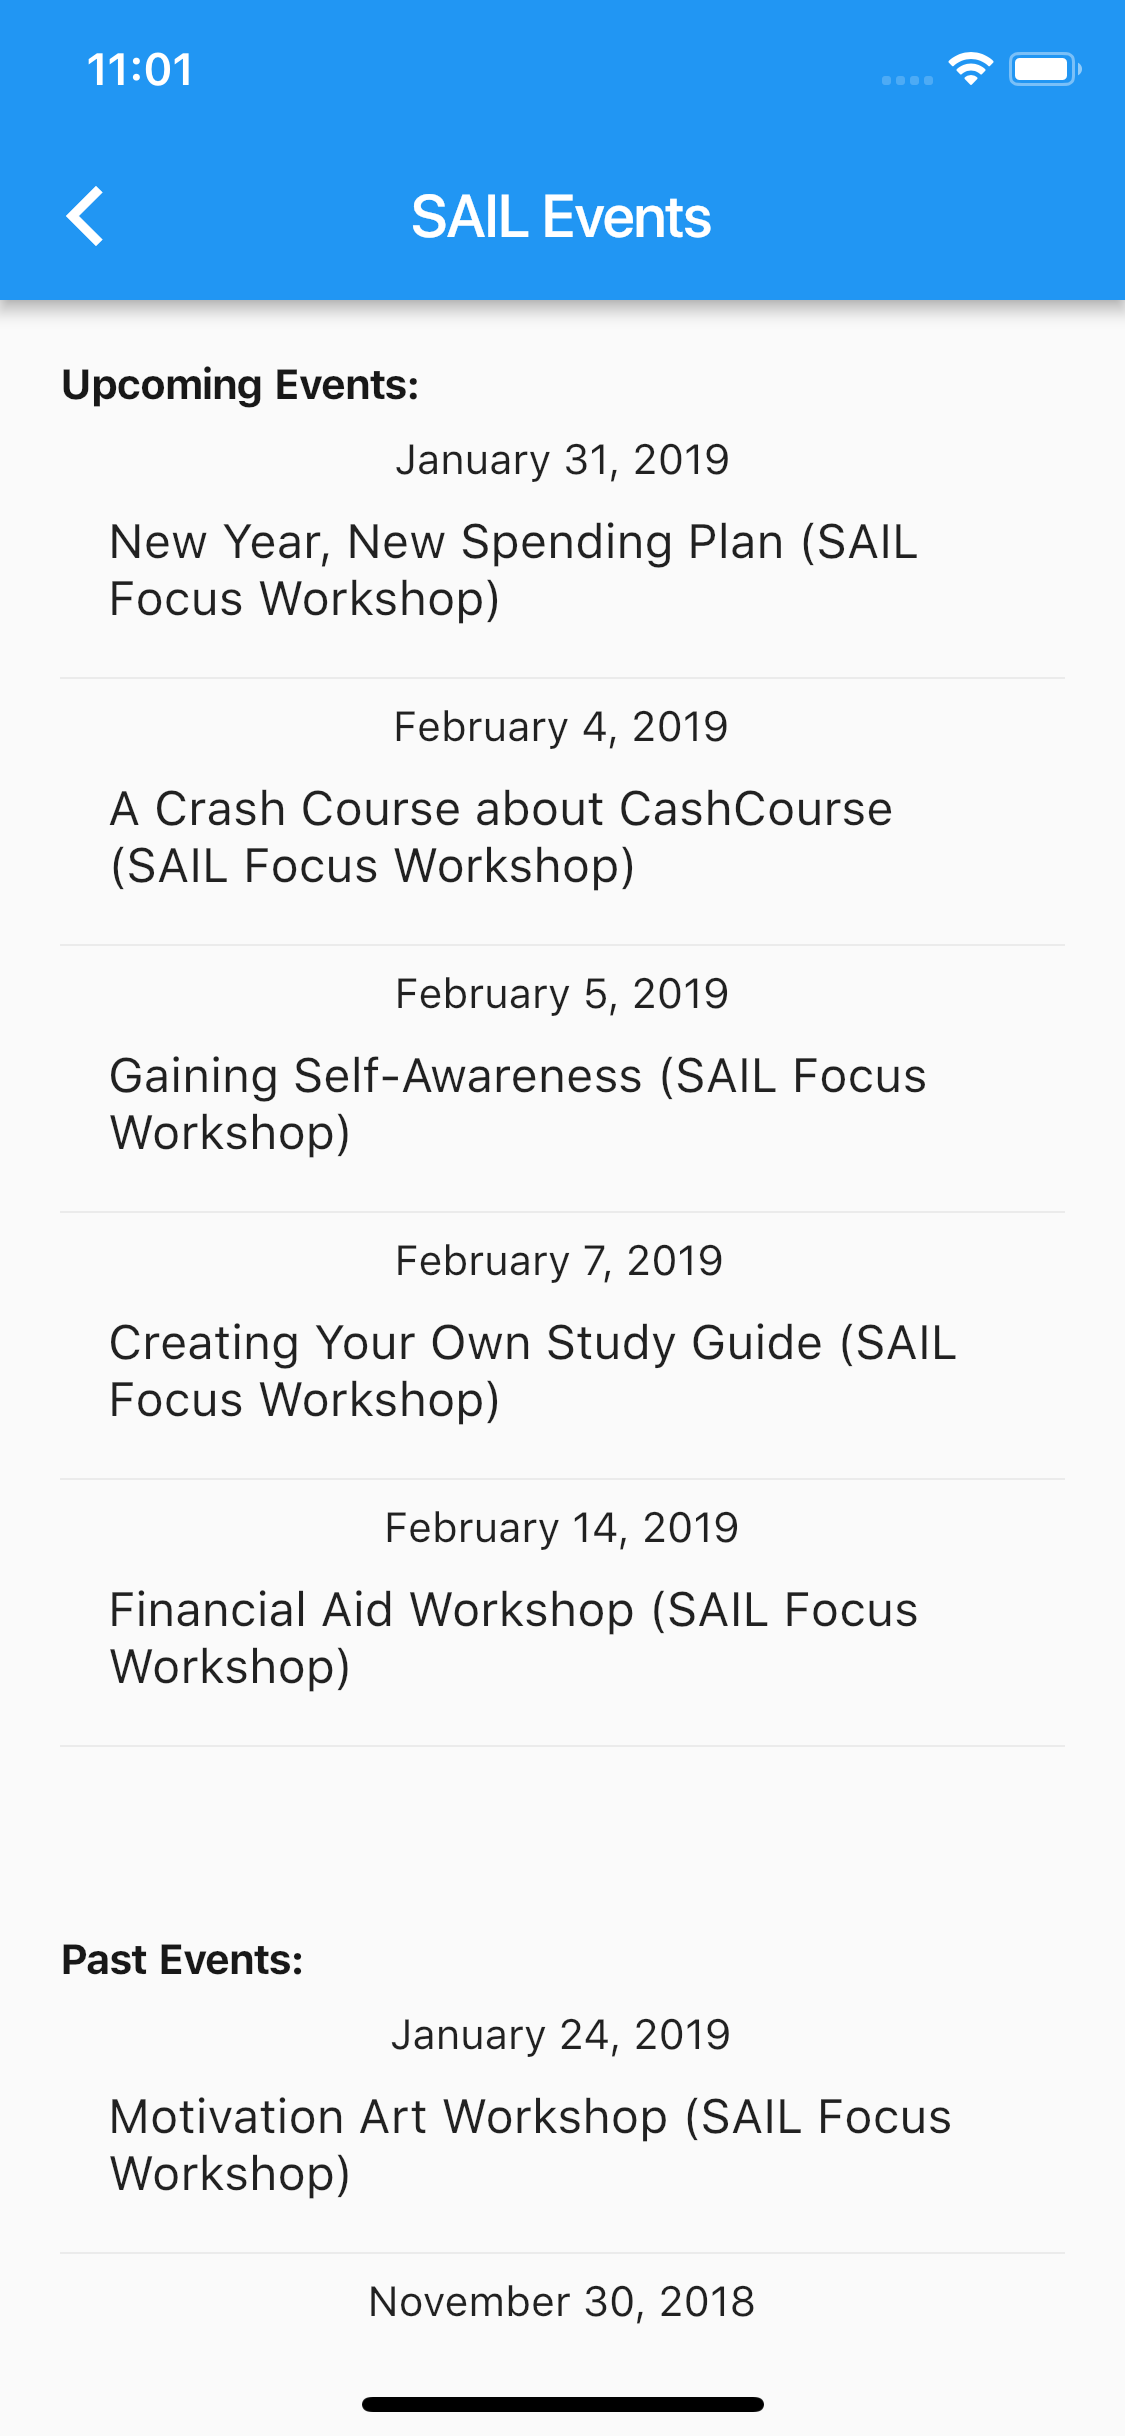 11:01
SAIL Events
Upcoming Events:
January 31, 2019
New Year, New Spending Plan (SAIL
Focus Workshop)
February 4, 2019
A Crash Course about CashCourse
(SAIL Focus Workshop)
February 5, 2019
Gaining Self-Awareness (SAIL Focus
Workshop)
February 7, 2019
Creating Your Own Study Guide (SAIL
Focus Workshop)
February 14, 2019
Financial Aid Workshop (SAIL Focus
Workshop)
Past Events:
January 24, 2019
Motivation Art Workshop (SAIL Focus
Workshop)
November 30, 2018